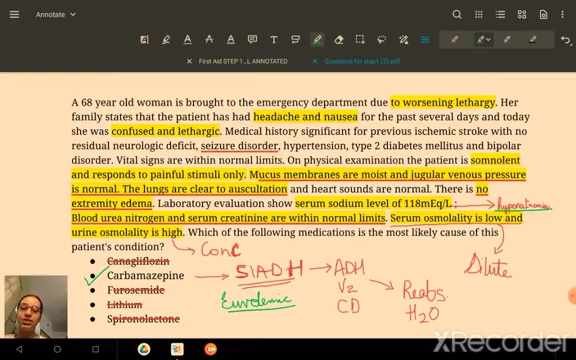 Annotate
First Aid STEP 1...L ANNOTATED
Questions for step1 (2).pdf
A 68 year old woman is brought to the emergency department due to worsening lethargy. Her
family states that the patient has had headache and nausea for the past several days and today
she was confused and lethargic. Medical history significant for previous ischemic stroke with no
residual neurologic deficit, seizure disorder, hypertension, type 2 diabetes mellitus and bipolar
disorder. Vital signs are within normal limits. On physical examination the patient is somnolent
and responds to painful stimuli only. Mucus membranes are moist and jugular venous pressure
is normal. The lungs are clear to auscultation and heart sounds are normal. There is no
extremity edema. Laboratory evaluation show serum sodium level of 118mEq/L ; hyponatremia
Blood urea nitrogen and serum creatinine are within normal limits. Serum osmolality is low and
urine osmolality is high. Which of the following medications is the most likely cause of this
patient's condition?
Conc
Dilute
Canagliflozin
Carbamazepine
SIADH
ADH
Furosemide
Euvolemic
V2
Reabs.
Lithium
CD
H2O
Spironolactone
XRecorder